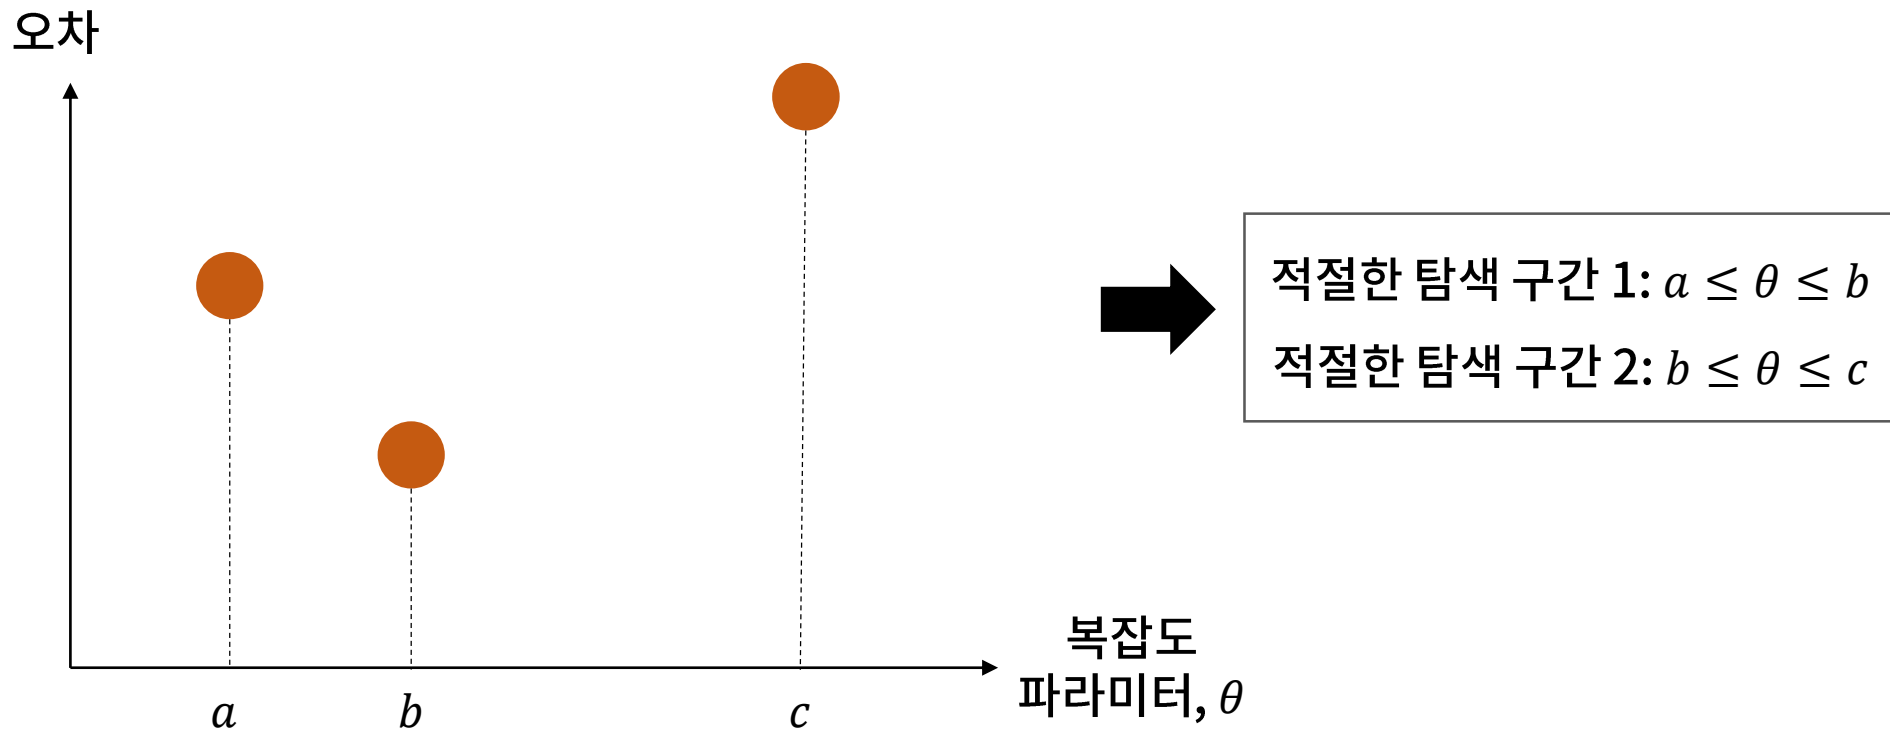 오차
적절한 탐색 구간 1: a ≤ θ ≤ b
적절한 탐색 구간 2: b ≤ θ ≤ c
복잡도
파라미터, θ
a
b
c